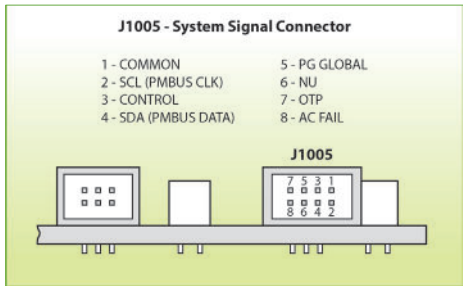 J1005 - System Signal Connector
1 - COMMON
2 - SCL (PMBUS CLK)
3 - CONTROL
4 - SDA (PMBUS DATA)
5 - PG GLOBAL
6 - NU
7 - OTP
8 - AC FAIL
J1005
7 5 3 1
8 6 4 2